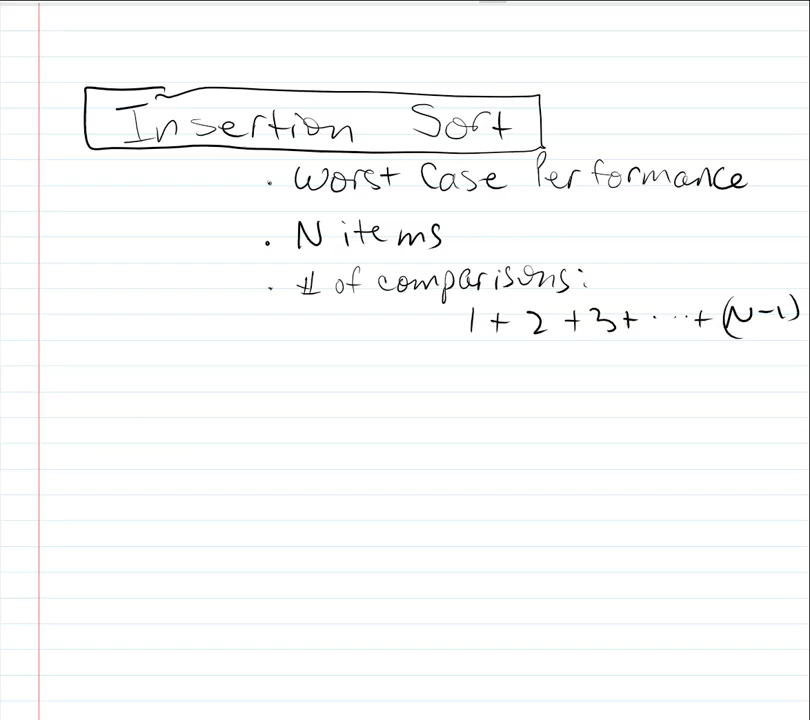 Insertion Sort
. Worst Case Performance
. N items
. # of comparisons:
1 + 2 + 3 + ..... + (N-1)